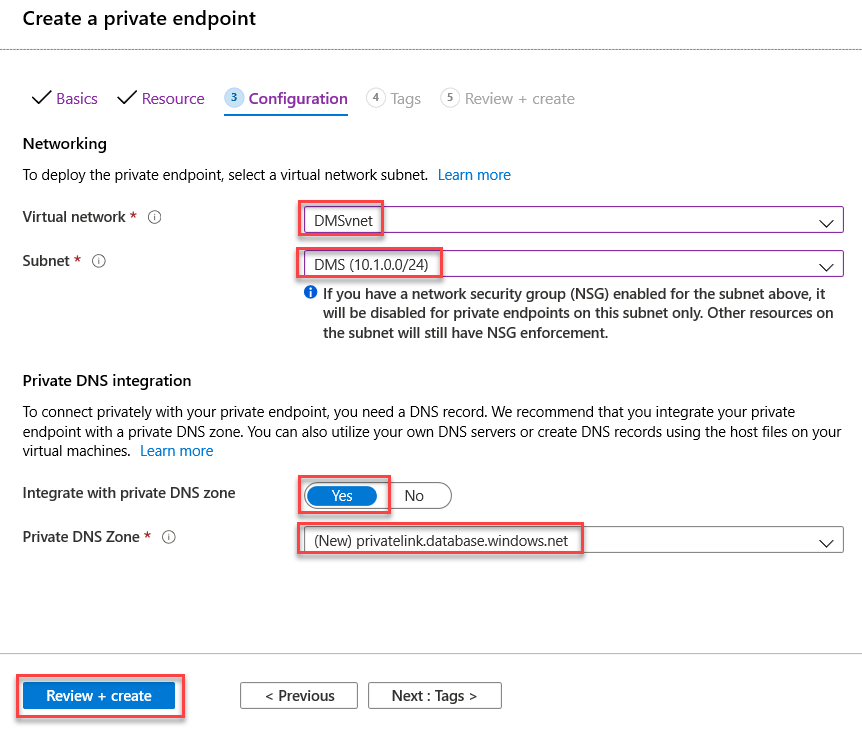 Create a private endpoint
Basics Resource 3 Configuration 4 Tags 5 Review + create
Networking
To deploy the private endpoint, select a virtual network subnet. Learn more
Virtual network * DMSvnet
Subnet * DMS (10.1.0.0/24)
If you have a network security group (NSG) enabled for the subnet above, it
will be disabled for private endpoints on this subnet only. Other resources on
the subnet will still have NSG enforcement.
Private DNS integration
To connect privately with your private endpoint, you need a DNS record. We recommend that you integrate your private
endpoint with a private DNS zone. You can also utilize your own DNS servers or create DNS records using the host files on your
virtual machines. Learn more
Integrate with private DNS zone Yes No
Private DNS Zone * (New) privatelink.database.windows.net
Review + create < Previous Next : Tags >